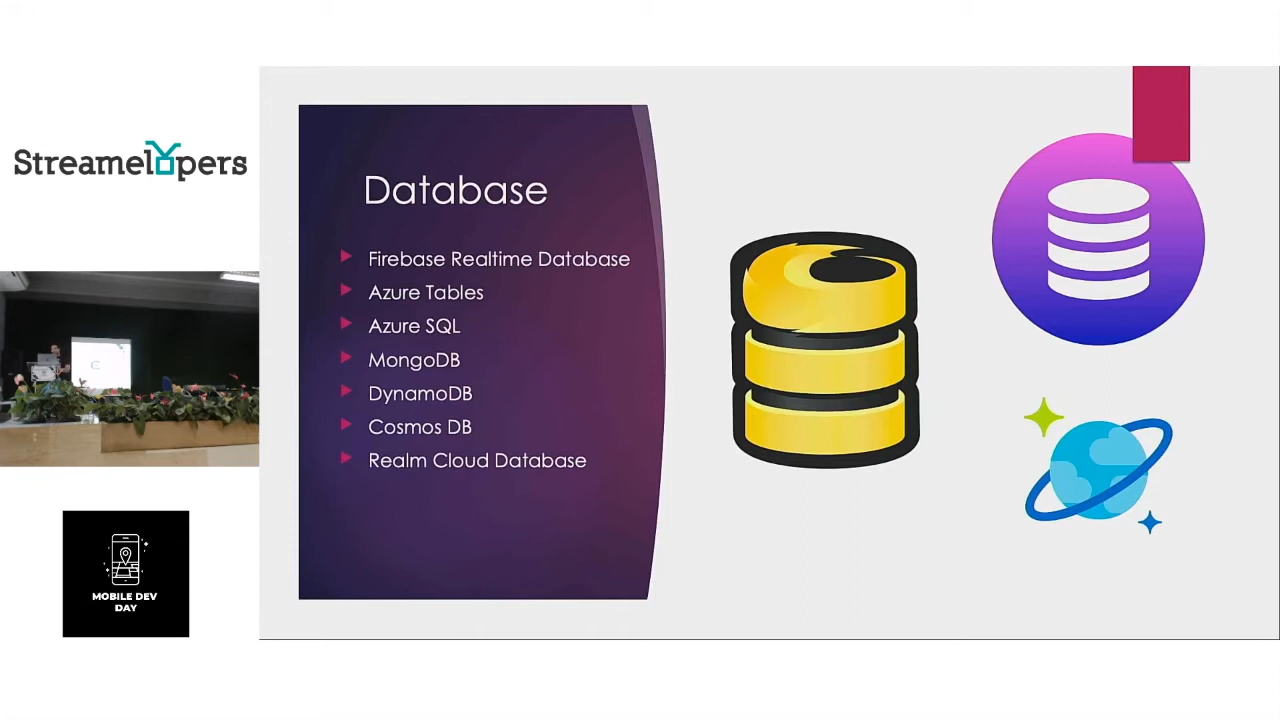 Streamelopers
Database
Firebase Realtime Database
Azure Tables
Azure SQL
MongoDB
DynamoDB
Cosmos DB
Realm Cloud Database
MOBILE DEV
DAY